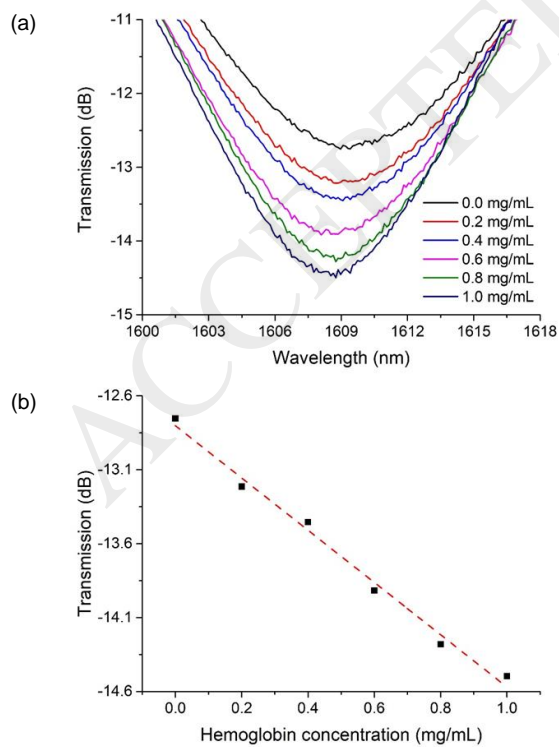 (a)
-11
-12
-13
-14
-15
Transmission (dB)
0.0 mg/mL
0.2 mg/mL
0.4 mg/mL
0.6 mg/mL
0.8 mg/mL
1.0 mg/mL
1600 1603 1606 1609 1612 1615 1618
Wavelength (nm)
(b)
-12.6
-13.1
-13.6
-14.1
-14.6
Transmission (dB)
0.0 0.2 0.4 0.6 0.8 1.0
Hemoglobin concentration (mg/mL)
ACCEPTE